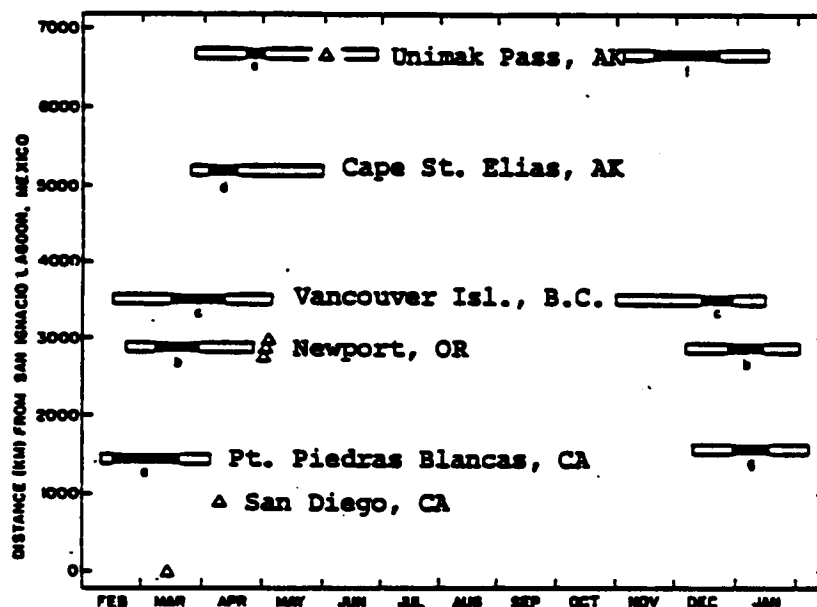 7000
Unimak Pass, AK
e
f
6000
Cape St. Elias, AK
5000
d
4000
Vancouver Isl., B.C.
c
c
3000
Newport, OR
b
b
2000
Pt. Piedras Blancas, CA
1000
San Diego, CA
0
DISTANCE (KM) FROM SAN IGNACIO LAGOON, MEXICO
FEB MAR APR MAY JUN JUL AUG SEP OCT NOV DEC JAN